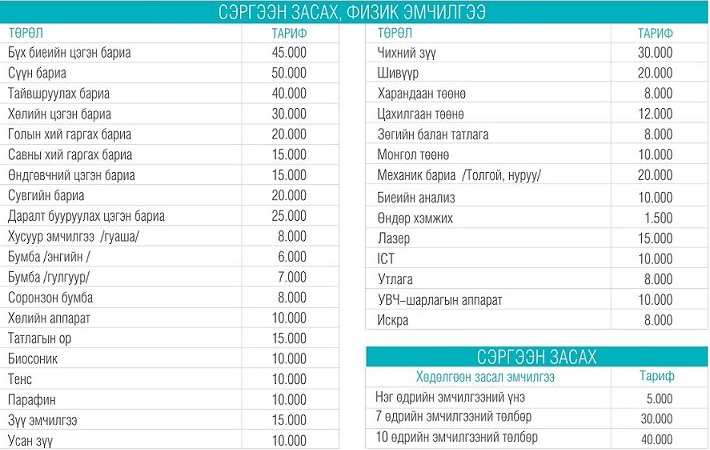 СЭРГЭЭН ЗАСАХ, ФИЗИК ЭМЧИЛГЭЭ
ТӨРӨЛ ТАРИФ
Бүх биеийн цэгэн бариа 45.000
Сүүн бариа 50.000
Тайвшруулах бариа 40.000
Хөлийн цэгэн бариа 30.000
Голын хий гаргах бариа 20.000
Савны хий гаргах бариа 15.000
Өндгөвчний цэгэн бариа 15.000
Сувгийн бариа 20.000
Даралт бууруулах цэгэн бариа 25.000
Хусуур эмчилгээ /гуаша/ 8.000
Бумба /энгийн / 6.000
Бумба /гулгуур/ 7.000
Соронзон бумба 8.000
Хөлийн аппарат 10.000
Татлагын ор 15.000
Биосоник 10.000
Тенс 10.000
Парафин 10.000
Зүү эмчилгээ 15.000
Усан зүү 10.000
ТӨРӨЛ ТАРИФ
Чихний зүү 30.000
Шивүүр 20.000
Харандаан төөнө 8.000
Цахилгаан төөнө 12.000
Зөгийн балан татлага 8.000
Монгол төөнө 10.000
Механик бариа /Толгой, нуруу/ 20.000
Биеийн анализ 10.000
Өндөр хэмжих 1.500
Лазер 15.000
ICT 10.000
Утлага 8.000
УВЧ–шарлагын аппарат 10.000
Искра 8.000
СЭРГЭЭН ЗАСАХ
Хөдөлгөөн засал эмчилгээ Тариф
Нэг өдрийн эмчилгээний үнэ 5.000
7 өдрийн эмчилгээний төлбөр 30.000
10 өдрийн эмчилгээний төлбөр 40.000